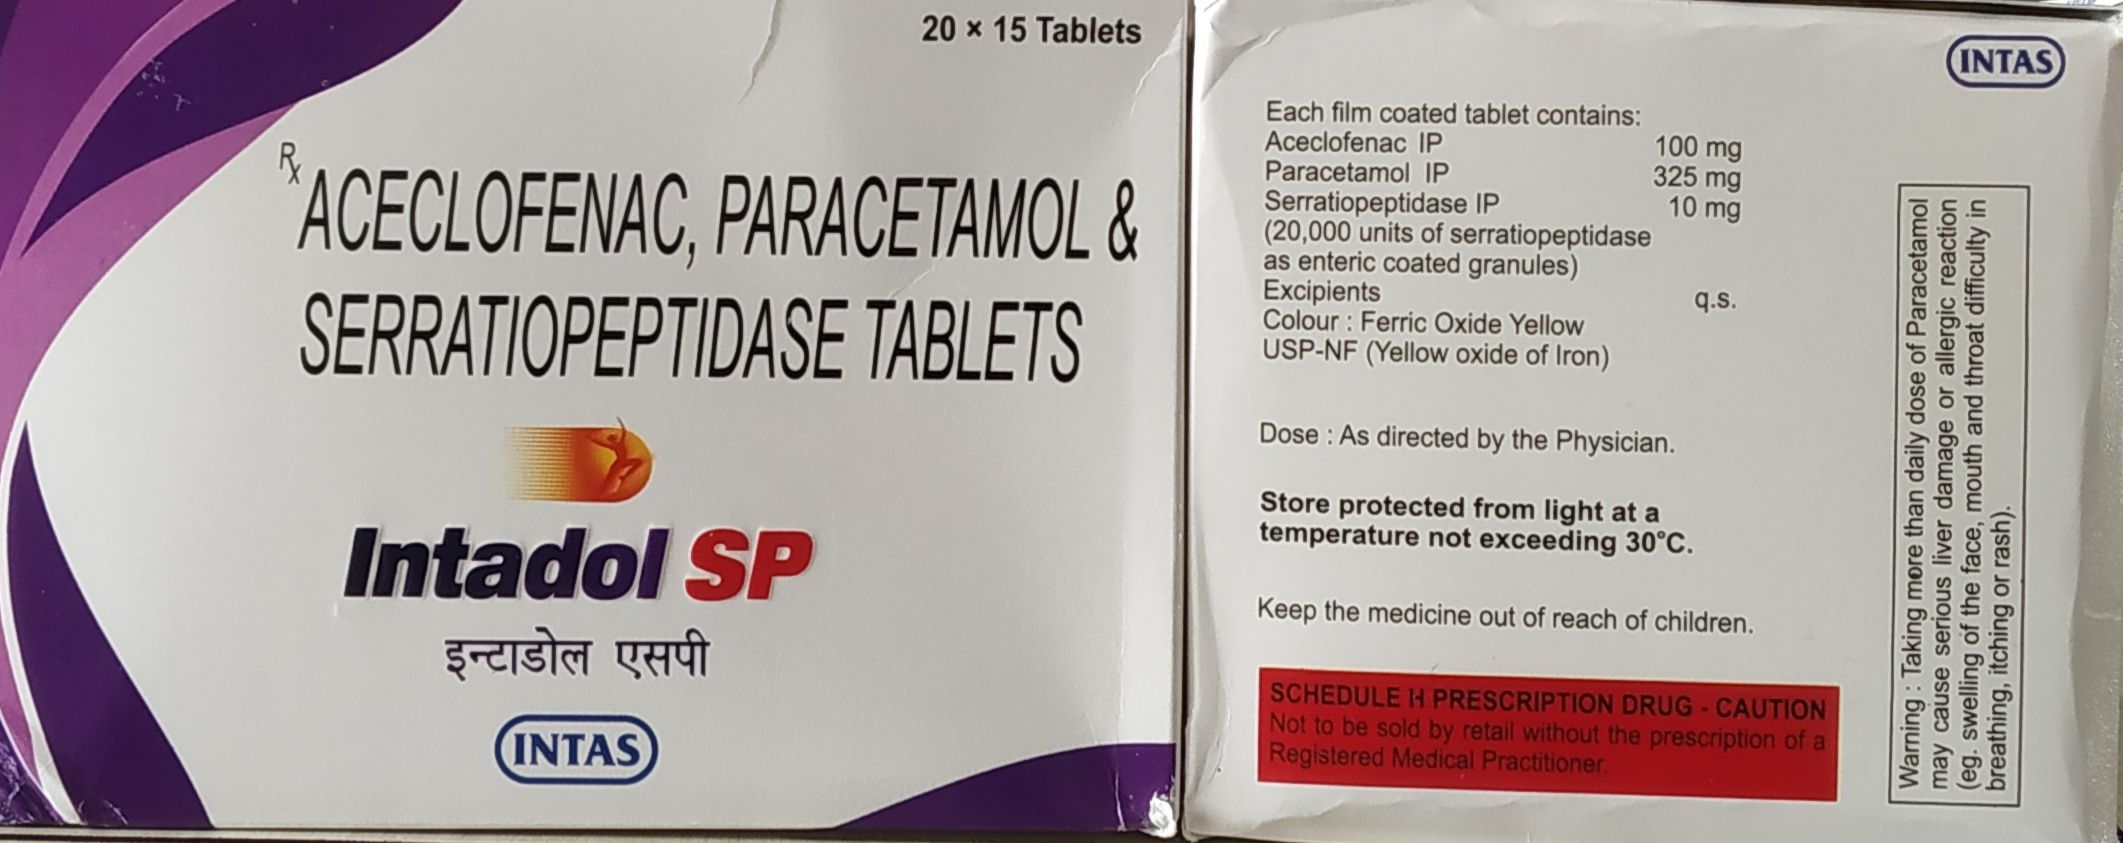 20 × 15 Tablets
Rx
ACECLOFENAC, PARACETAMOL &
SERRATIOPEPTIDASE TABLETS
Intadol SP
इन्टाडोल एसपी
INTAS
INTAS
Each film coated tablet contains:
Aceclofenac IP 100 mg
Paracetamol IP 325 mg
Serratiopeptidase IP 10 mg
(20,000 units of serratiopeptidase
as enteric coated granules)
Excipients q.s.
Colour : Ferric Oxide Yellow
USP-NF (Yellow oxide of Iron)
Dose : As directed by the Physician.
Store protected from light at a
temperature not exceeding 30°C.
Keep the medicine out of reach of children.
SCHEDULE H PRESCRIPTION DRUG - CAUTION
Not to be sold by retail without the prescription of a
Registered Medical Practitioner.
Warning : Taking more than daily dose of Paracetamol
may cause serious liver damage or allergic reaction
(eg. swelling of the face, mouth and throat difficulty in
breathing, itching or rash).